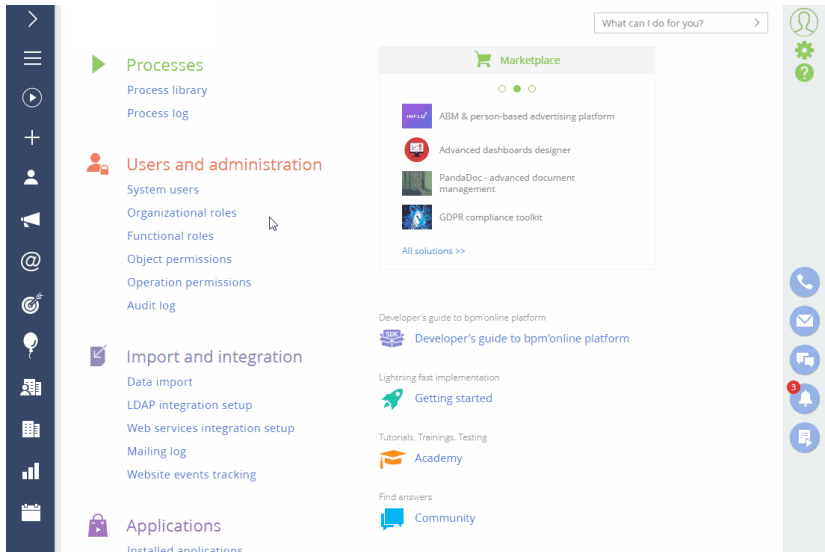 What can I do for you?
Processes
Process library
Process log
Users and administration
System users
Organizational roles
Functional roles
Object permissions
Operation permissions
Audit log
Import and integration
Data import
LDAP integration setup
Web services integration setup
Mailing log
Website events tracking
Applications
Installed applications
Marketplace
INFLU²
ABM & person-based advertising platform
Advanced dashboards designer
PandaDoc - advanced document
management
GDPR compliance toolkit
All solutions >>
Developer's guide to bpm'online platform
SDK
Developer's guide to bpm'online platform
Lightning fast implementation
Getting started
Tutorials. Trainings. Testing
Academy
Find answers
Community
3